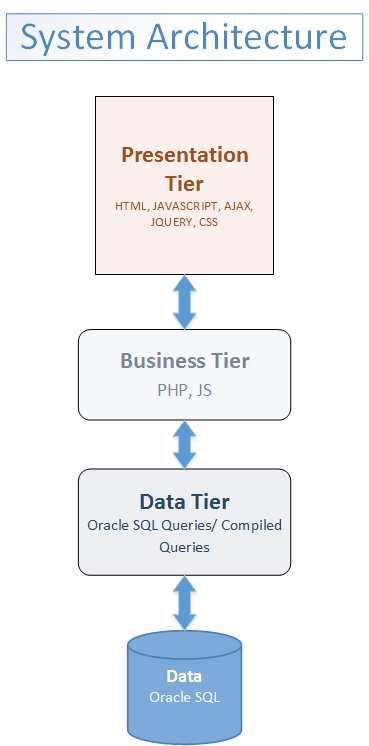 System Architecture
Presentation
Tier
HTML, JAVASCRIPT, AJAX,
JQUERY, CSS
Business Tier
PHP, JS
Data Tier
Oracle SQL Queries/ Compiled
Queries
Data
Oracle SQL